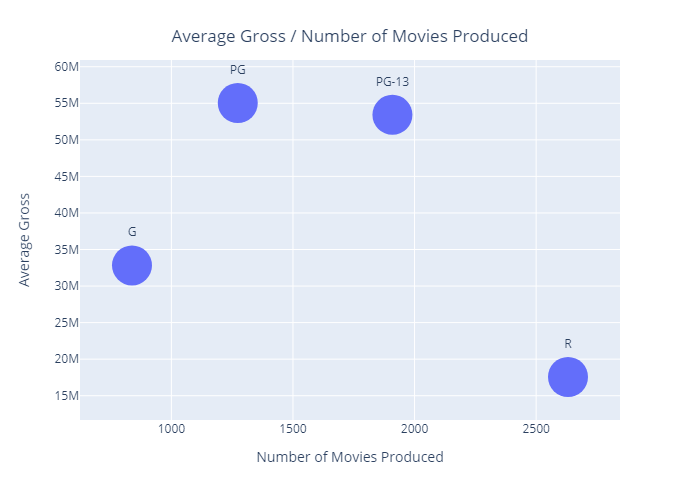 Average Gross / Number of Movies Produced
60M
55M
50M
45M
40M
35M
30M
25M
20M
15M
Average Gross
PG
PG-13
G
R
1000
1500
2000
2500
Number of Movies Produced